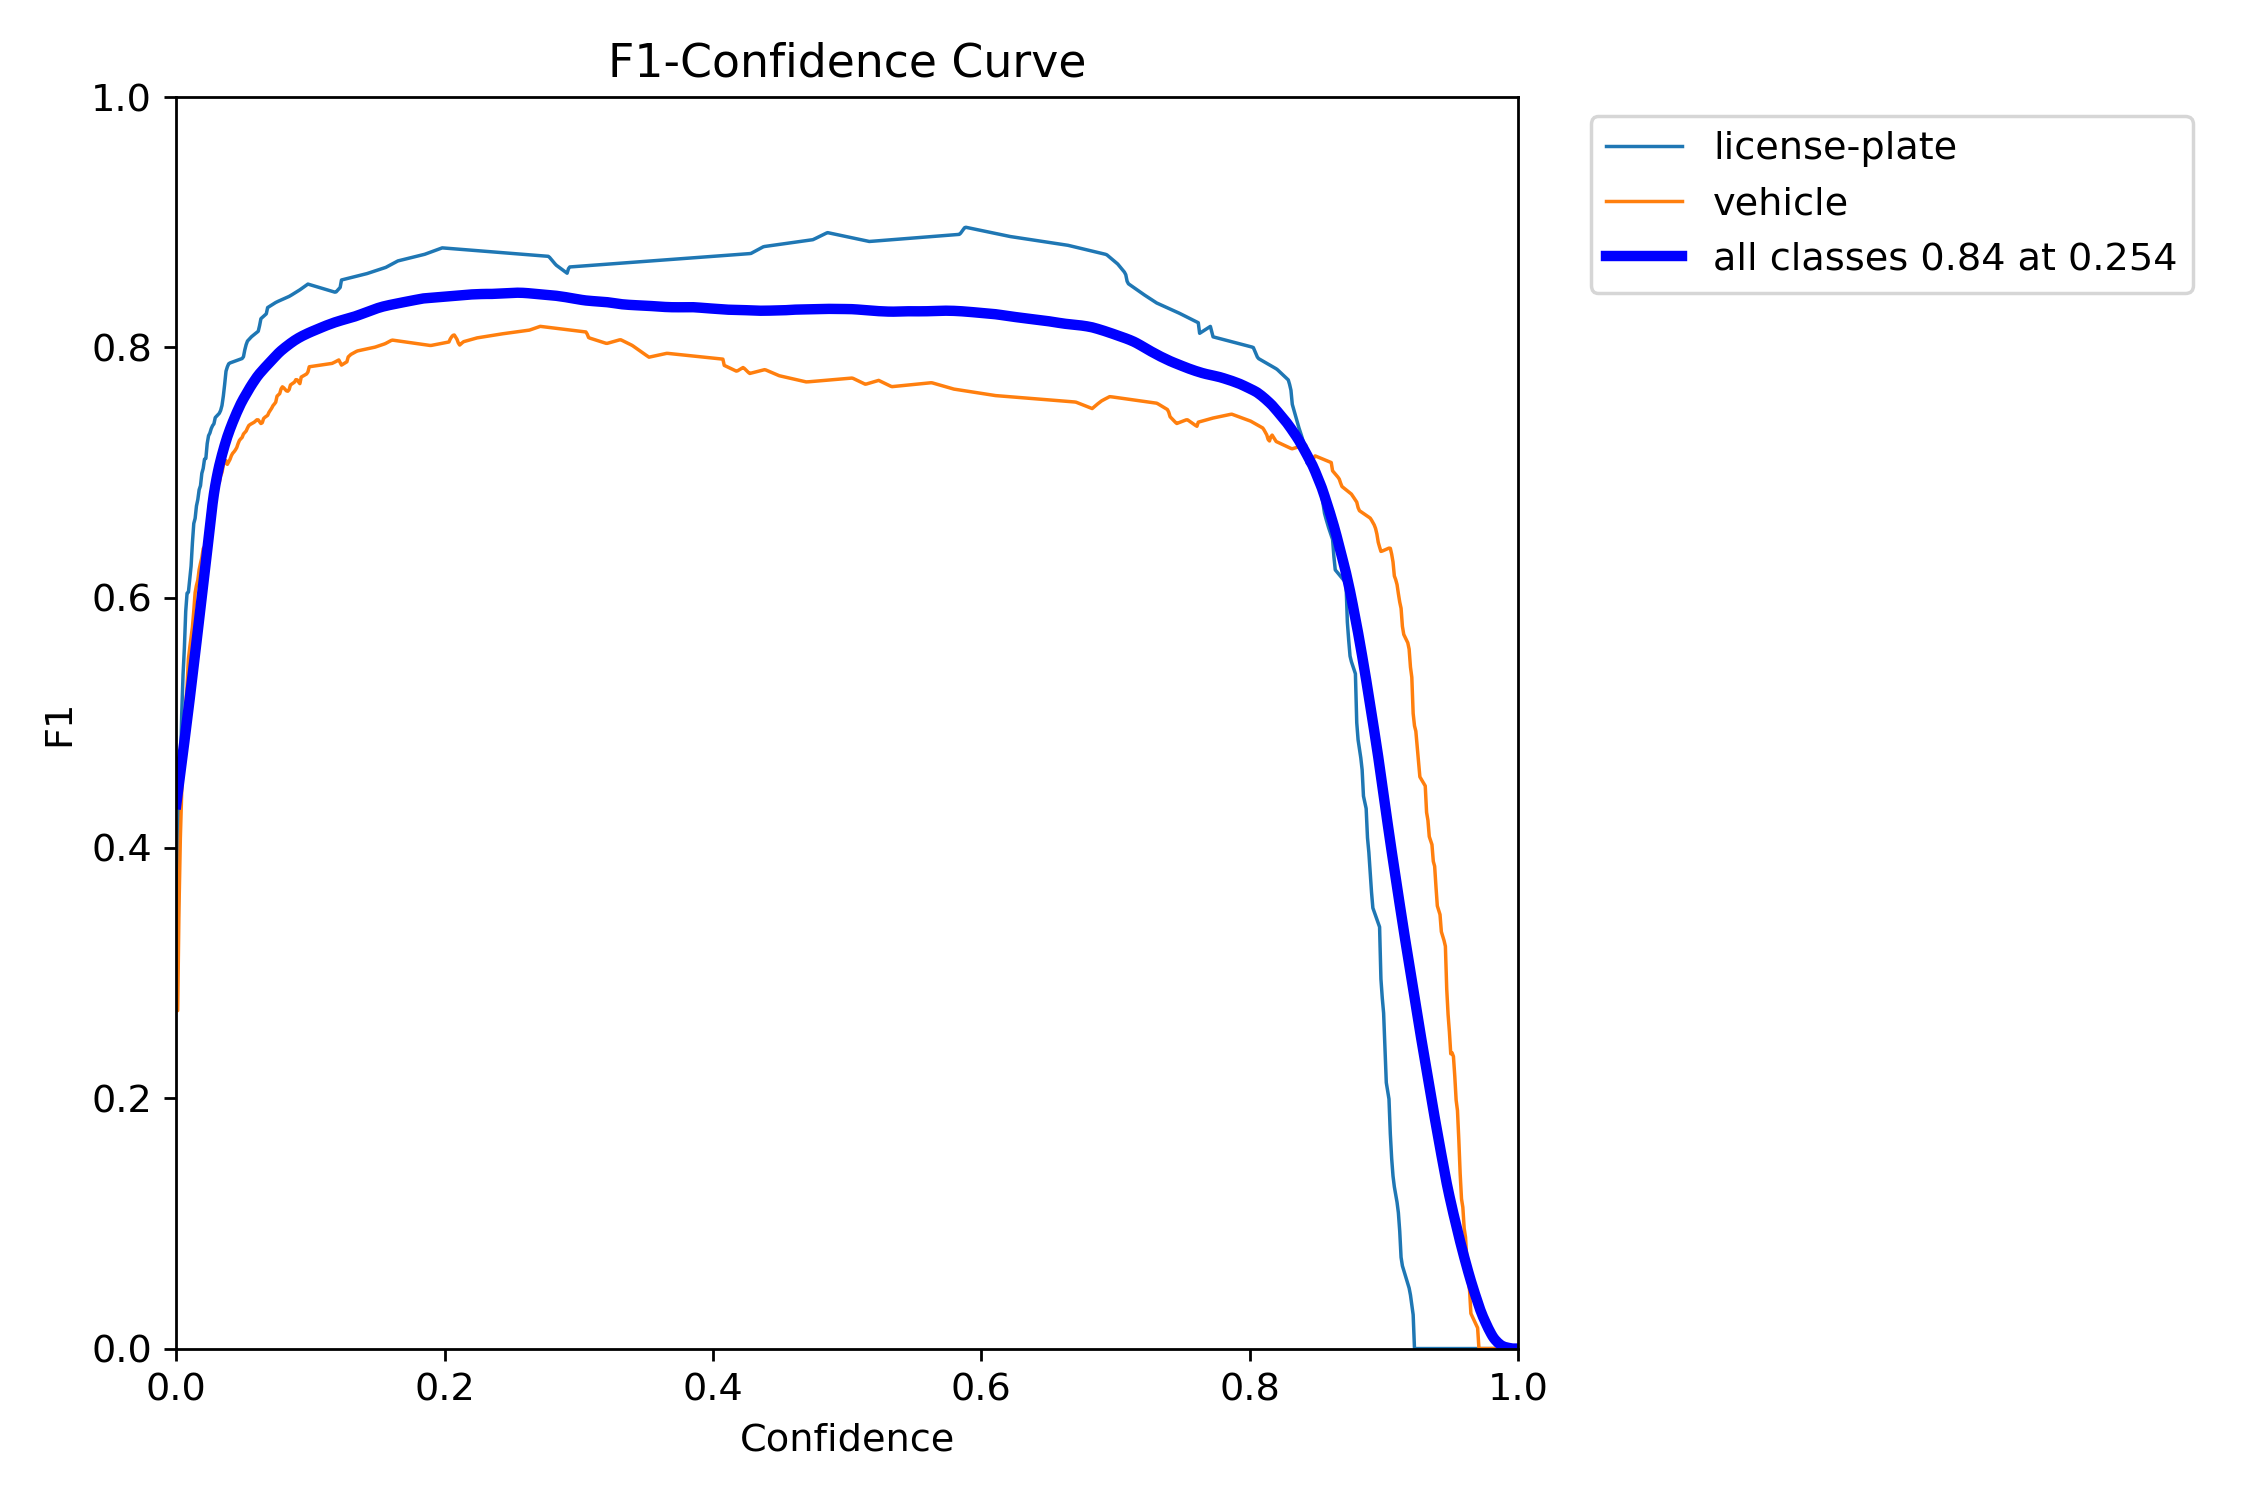 F1-Confidence Curve
license-plate
vehicle
all classes 0.84 at 0.254
1.0
0.8
0.6
0.4
0.2
0.0
F1
0.0 0.2 0.4 0.6 0.8 1.0
Confidence